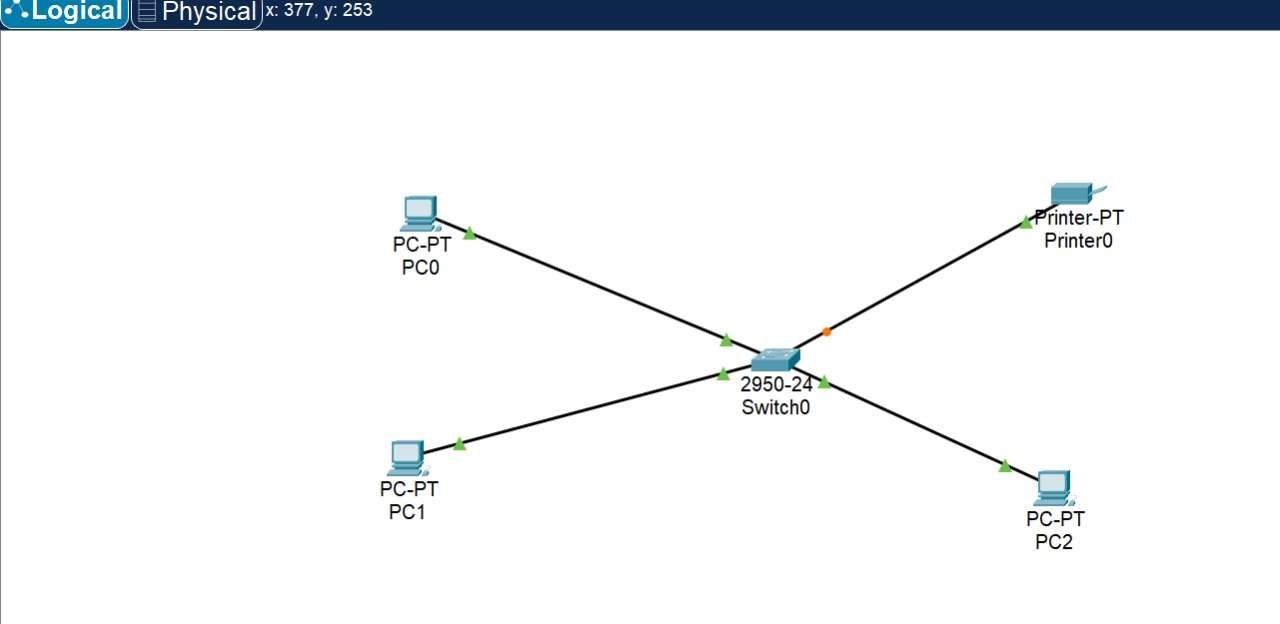 Logical Physical x: 377, y: 253
PC-PT
PC0
Printer-PT
Printer0
2950-24
Switch0
PC-PT
PC1
PC-PT
PC2